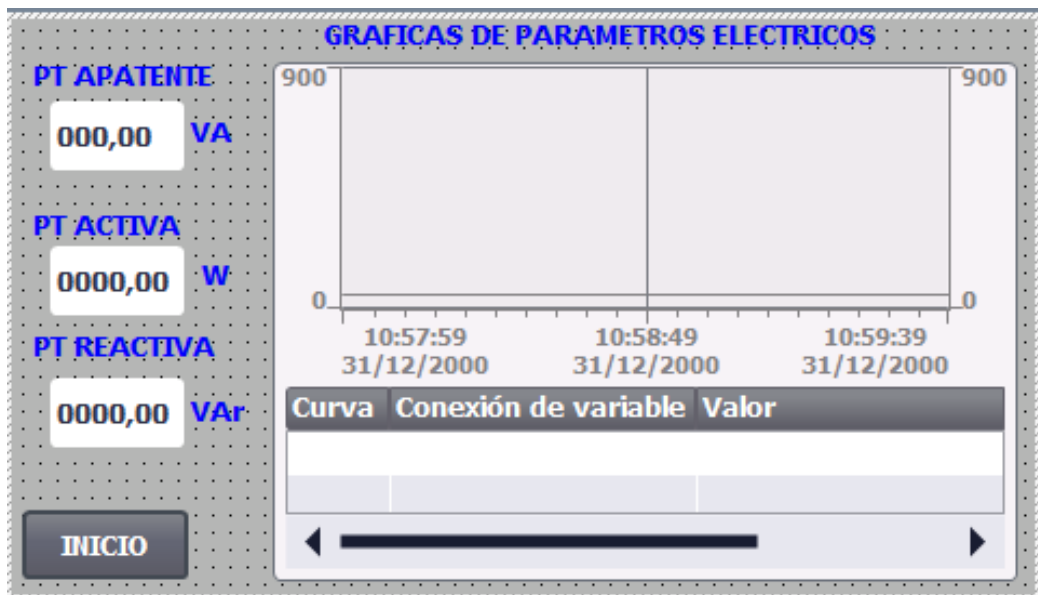 GRAFICAS DE PARAMETROS ELECTRICOS
PT APATENTE
000,00 VA
PT ACTIVA
0000,00 W
PT REACTIVA
0000,00 VAr
INICIO
900 900
0 0
10:57:59 10:58:49 10:59:39
31/12/2000 31/12/2000 31/12/2000
Curva Conexión de variable Valor